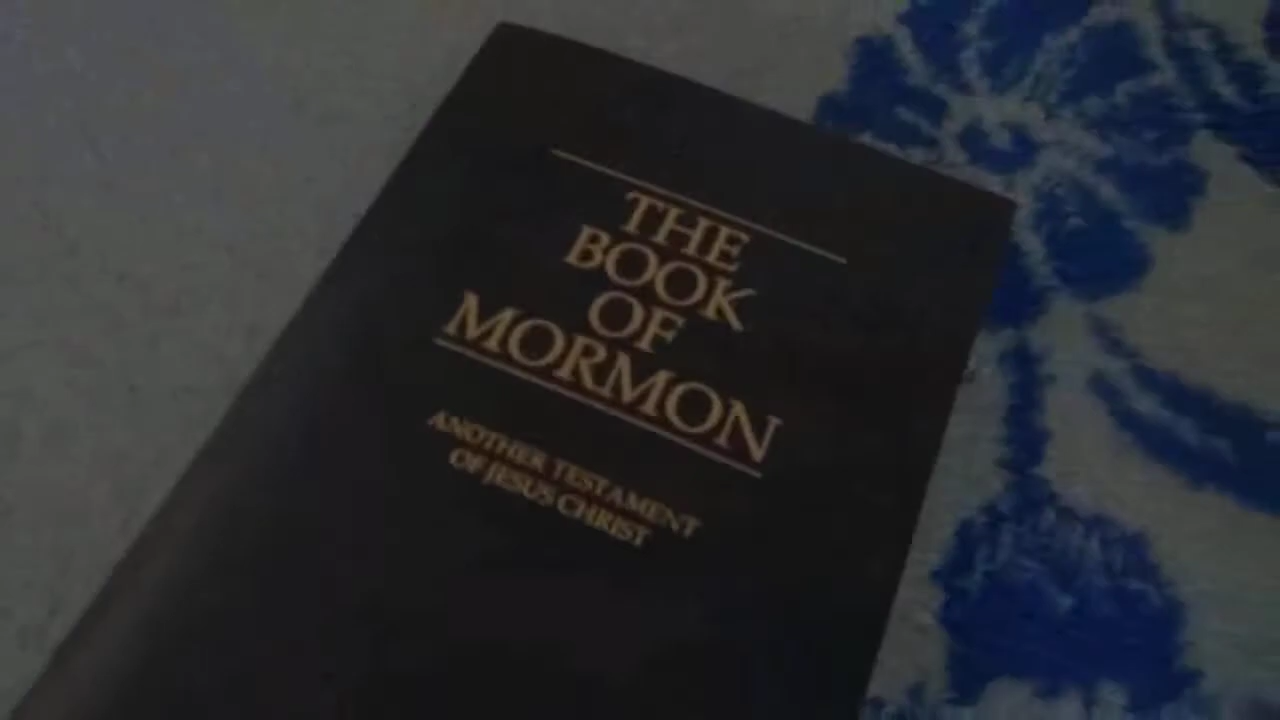 THE
BOOK
OF
MORMON
ANOTHER TESTAMENT
OF JESUS CHRIST